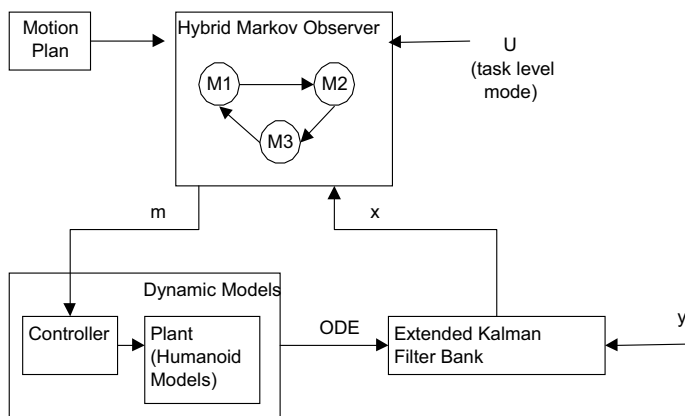 Motion
Plan
Hybrid Markov Observer
M1
M2
M3
U
(task level
mode)
m
x
Dynamic Models
Controller
Plant
(Humanoid
Models)
ODE
Extended Kalman
Filter Bank
y